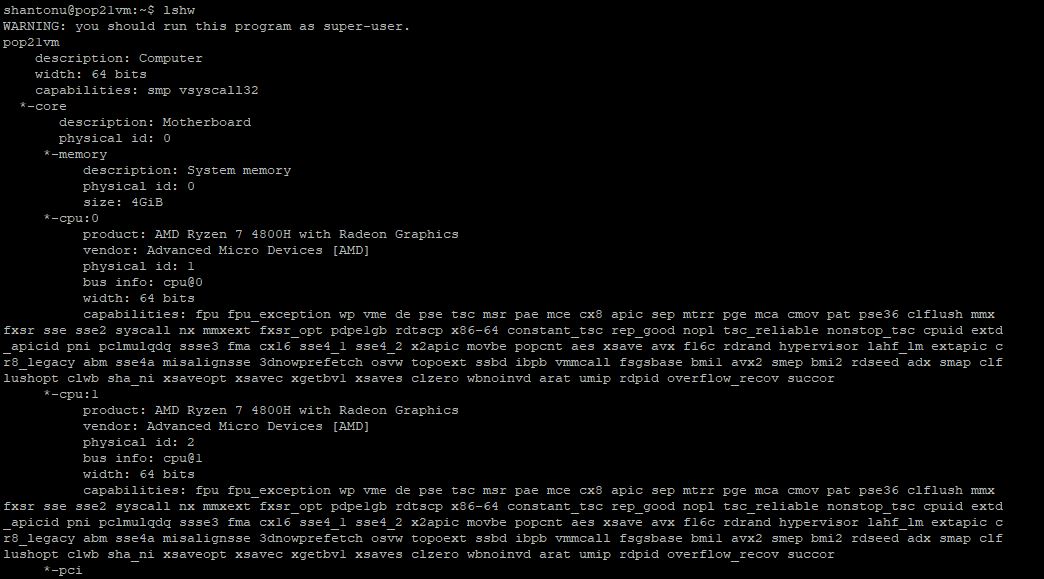 shantonu@pop21vm:~$ lshw
WARNING: you should run this program as super-user.
pop21vm
description: Computer
width: 64 bits
capabilities: smp vsyscall32
*-core
description: Motherboard
physical id: 0
*-memory
description: System memory
physical id: 0
size: 4GiB
*-cpu:0
product: AMD Ryzen 7 4800H with Radeon Graphics
vendor: Advanced Micro Devices [AMD]
physical id: 1
bus info: cpu@0
width: 64 bits
capabilities: fpu fpu_exception wp vme de pse tsc msr pae mce cx8 apic sep mtrr pge mca cmov pat pse36 clflush mmx
fxsr sse sse2 syscall nx mmxext fxsr_opt pdpe1gb rdtscp x86-64 constant_tsc rep_good nopl tsc_reliable nonstop_tsc cpuid extd
_apicid pni pclmulqdq ssse3 fma cx16 sse4_1 sse4_2 x2apic movbe popcnt aes xsave avx f16c rdrand hypervisor lahf_lm extapic c
r8_legacy abm sse4a misalignsse 3dnowprefetch osvw topoext ssbd ibpb vmmcall fsgsbase bmi1 avx2 smep bmi2 rdseed adx smap clf
lushopt clwb sha_ni xsaveopt xsavec xgetbv1 xsaves clzero wbnoinvd arat umip rdpid overflow_recov succor
*-cpu:1
product: AMD Ryzen 7 4800H with Radeon Graphics
vendor: Advanced Micro Devices [AMD]
physical id: 2
bus info: cpu@1
width: 64 bits
capabilities: fpu fpu_exception wp vme de pse tsc msr pae mce cx8 apic sep mtrr pge mca cmov pat pse36 clflush mmx
fxsr sse sse2 syscall nx mmxext fxsr_opt pdpe1gb rdtscp x86-64 constant_tsc rep_good nopl tsc_reliable nonstop_tsc cpuid extd
_apicid pni pclmulqdq ssse3 fma cx16 sse4_1 sse4_2 x2apic movbe popcnt aes xsave avx f16c rdrand hypervisor lahf_lm extapic c
r8_legacy abm sse4a misalignsse 3dnowprefetch osvw topoext ssbd ibpb vmmcall fsgsbase bmi1 avx2 smep bmi2 rdseed adx smap clf
lushopt clwb sha_ni xsaveopt xsavec xgetbv1 xsaves clzero wbnoinvd arat umip rdpid overflow_recov succor
*-pci